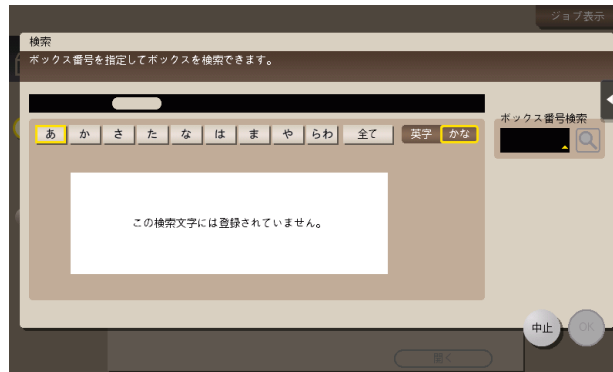 ジョブ表示
検索
ボックス番号を指定してボックスを検索できます。
ボックス番号検索
あ か さ た な は ま や らわ 全て 英字 かな
この検索文字には登録されていません。
中止 OK
開く